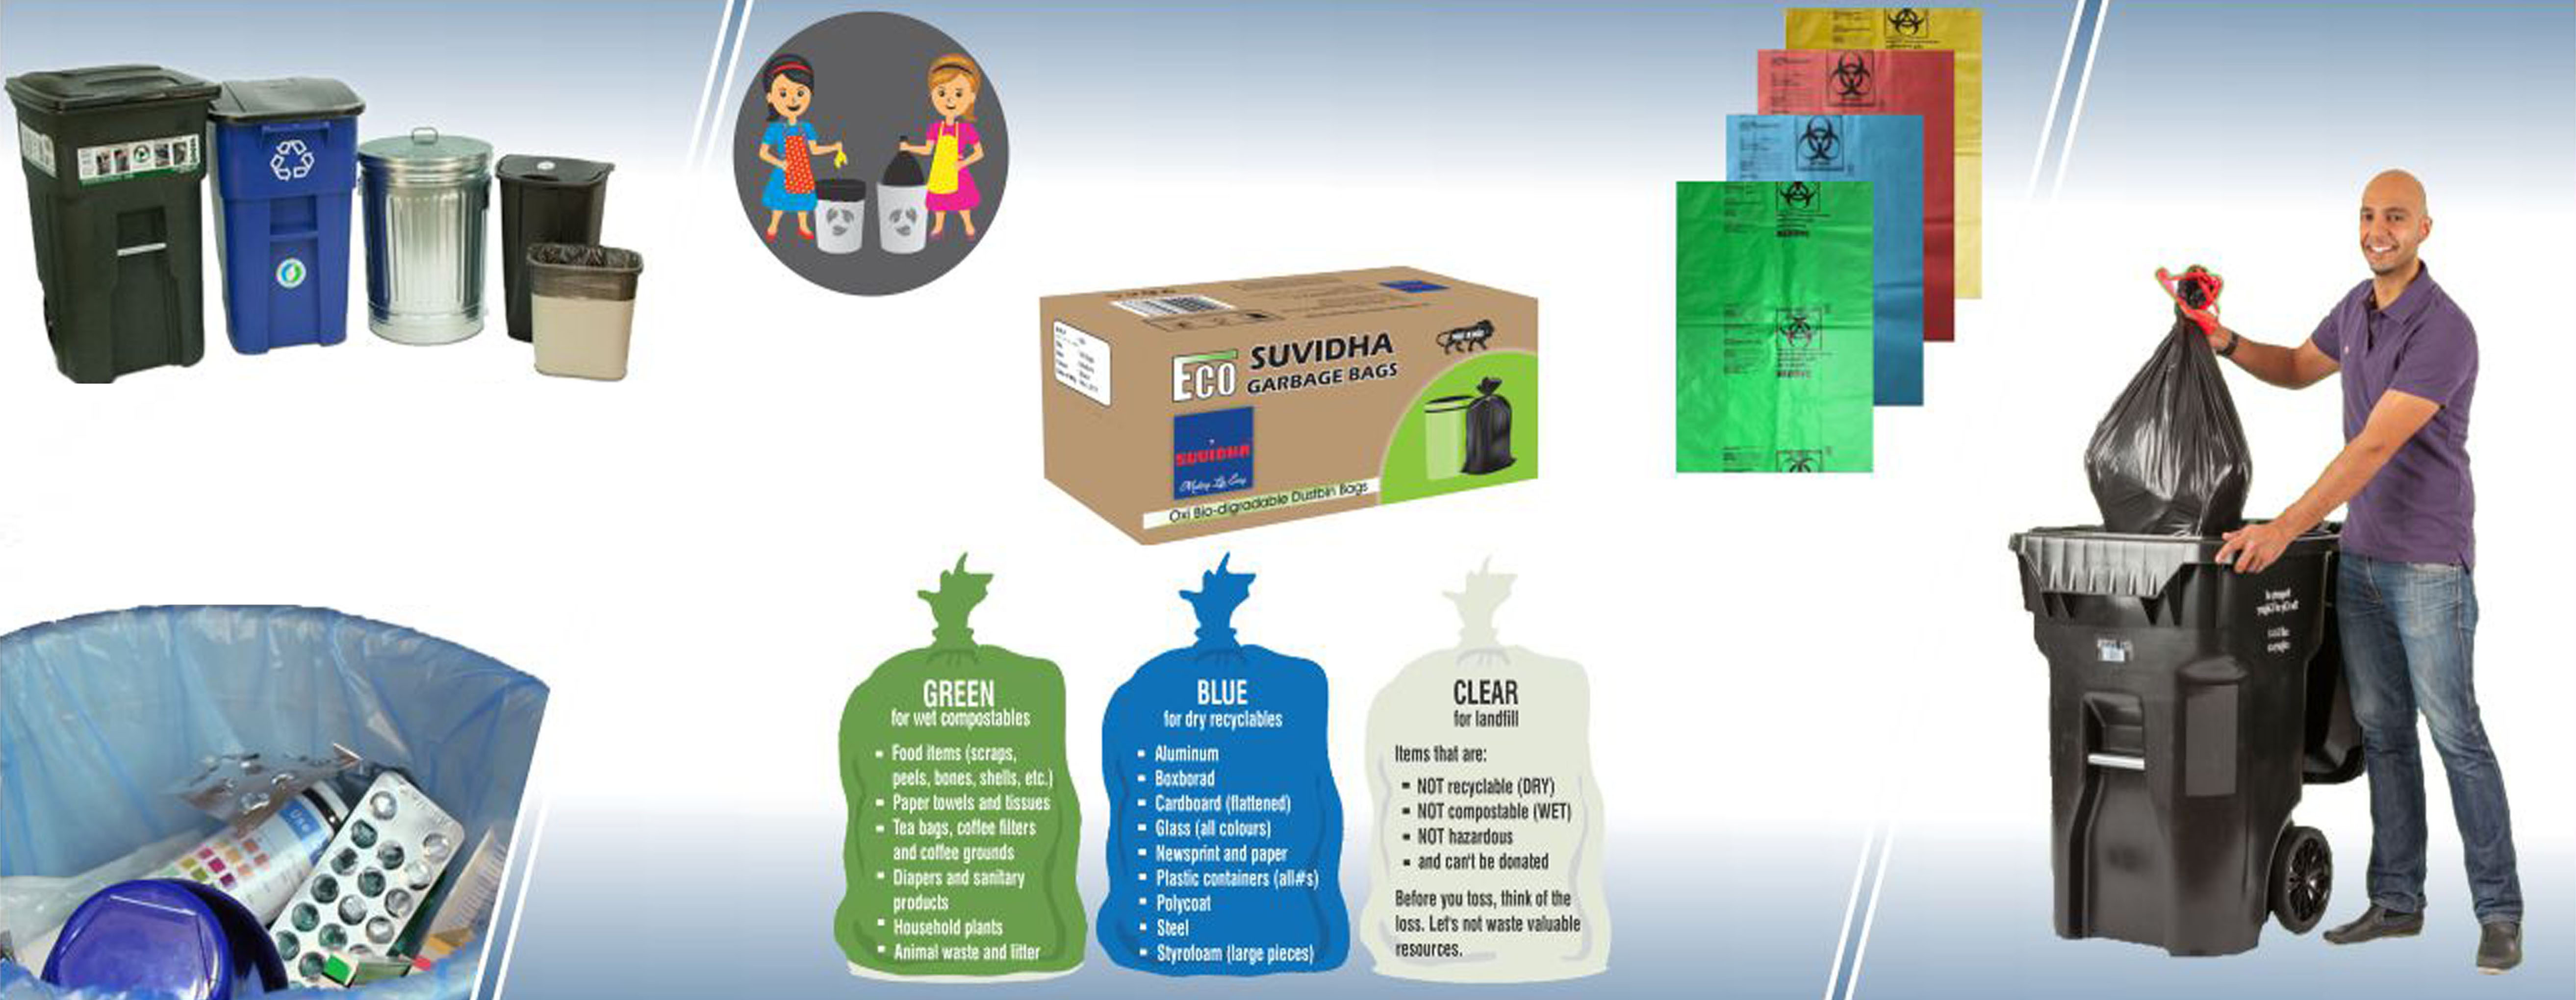 ECO
SUVIDHA
GARBAGE BAGS
SUVIDHA
Making Life Easy
Oxi Bio-digradable Dustbin Bags
GREEN
for wet compostables
Food items (scraps,
peels, bones, shells, etc.)
Paper towels and tissues
Tea bags, coffee filters
and coffee grounds
Diapers and sanitary
products
Household plants
Animal waste and litter
BLUE
for dry recyclables
Aluminum
Boxborad
Cardboard (flattened)
Glass (all colours)
Newsprint and paper
Plastic containers (all#s)
Polycoat
Steel
Styrofoam (large pieces)
CLEAR
for landfill
Items that are:
NOT recyclable (DRY)
NOT compostable (WET)
NOT hazardous
and can't be donated
Before you toss, think of the
loss. Let's not waste valuable
resources.